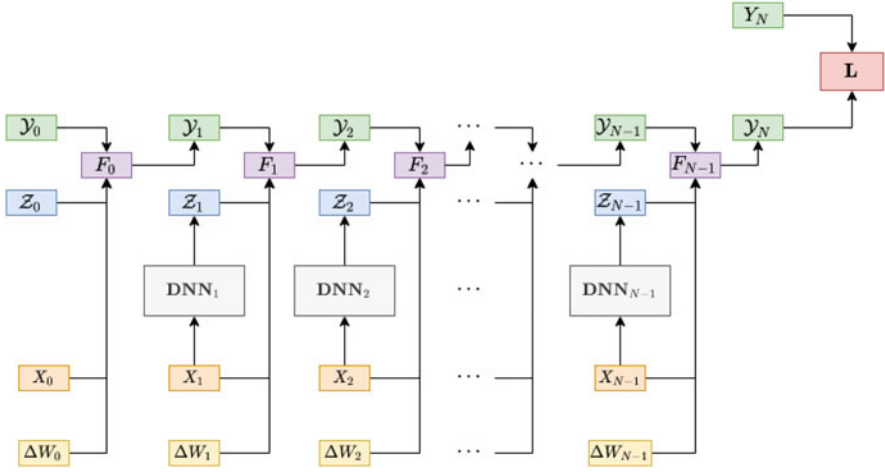 Y_N
L
𝒴_0 𝒴_1 𝒴_2 ⋯ 𝒴_{N−1} 𝒴_N
F_0 F_1 F_2 ⋯ F_{N−1}
𝒵_0 𝒵_1 𝒵_2 ⋯ 𝒵_{N−1}
DNN_1 DNN_2 ⋯ DNN_{N−1}
X_0 X_1 X_2 ⋯ X_{N−1}
ΔW_0 ΔW_1 ΔW_2 ⋯ ΔW_{N−1}